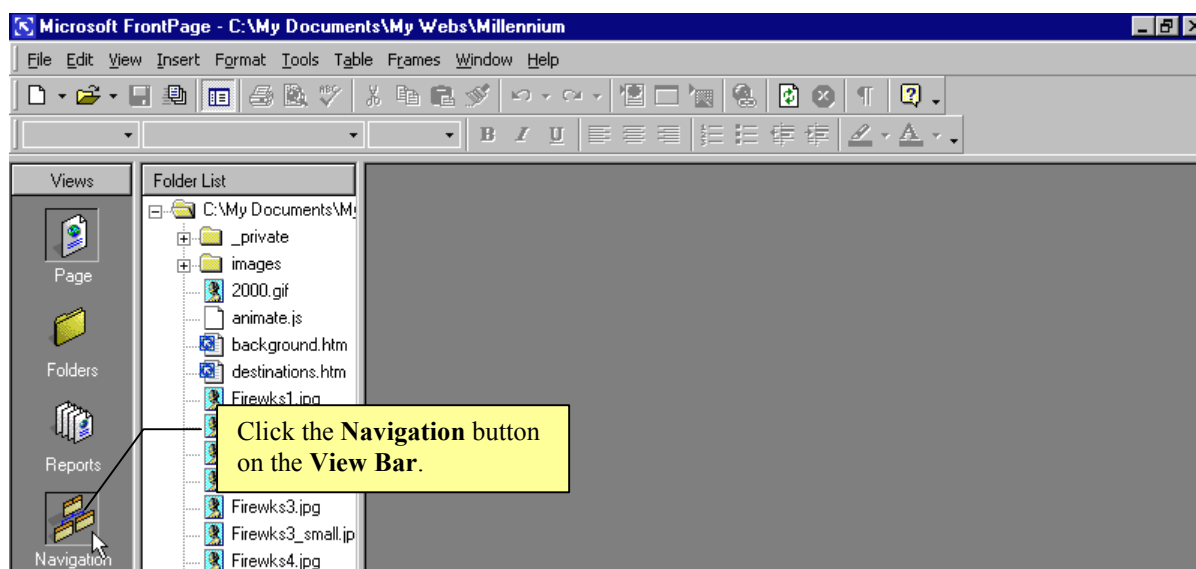 Microsoft FrontPage - C:\My Documents\My Webs\Millennium
File Edit View Insert Format Tools Table Frames Window Help
ABC
B I U
A
Views
Folder List
C:\My Documents\My
_private
images
Page
2000.gif
animate.js
background.htm
Folders
destinations.htm
Firewks1.jpg
Click the Navigation button
on the View Bar.
Reports
Firewks3.jpg
Firewks3_small.jp
Navigation
Firewks4.jpg